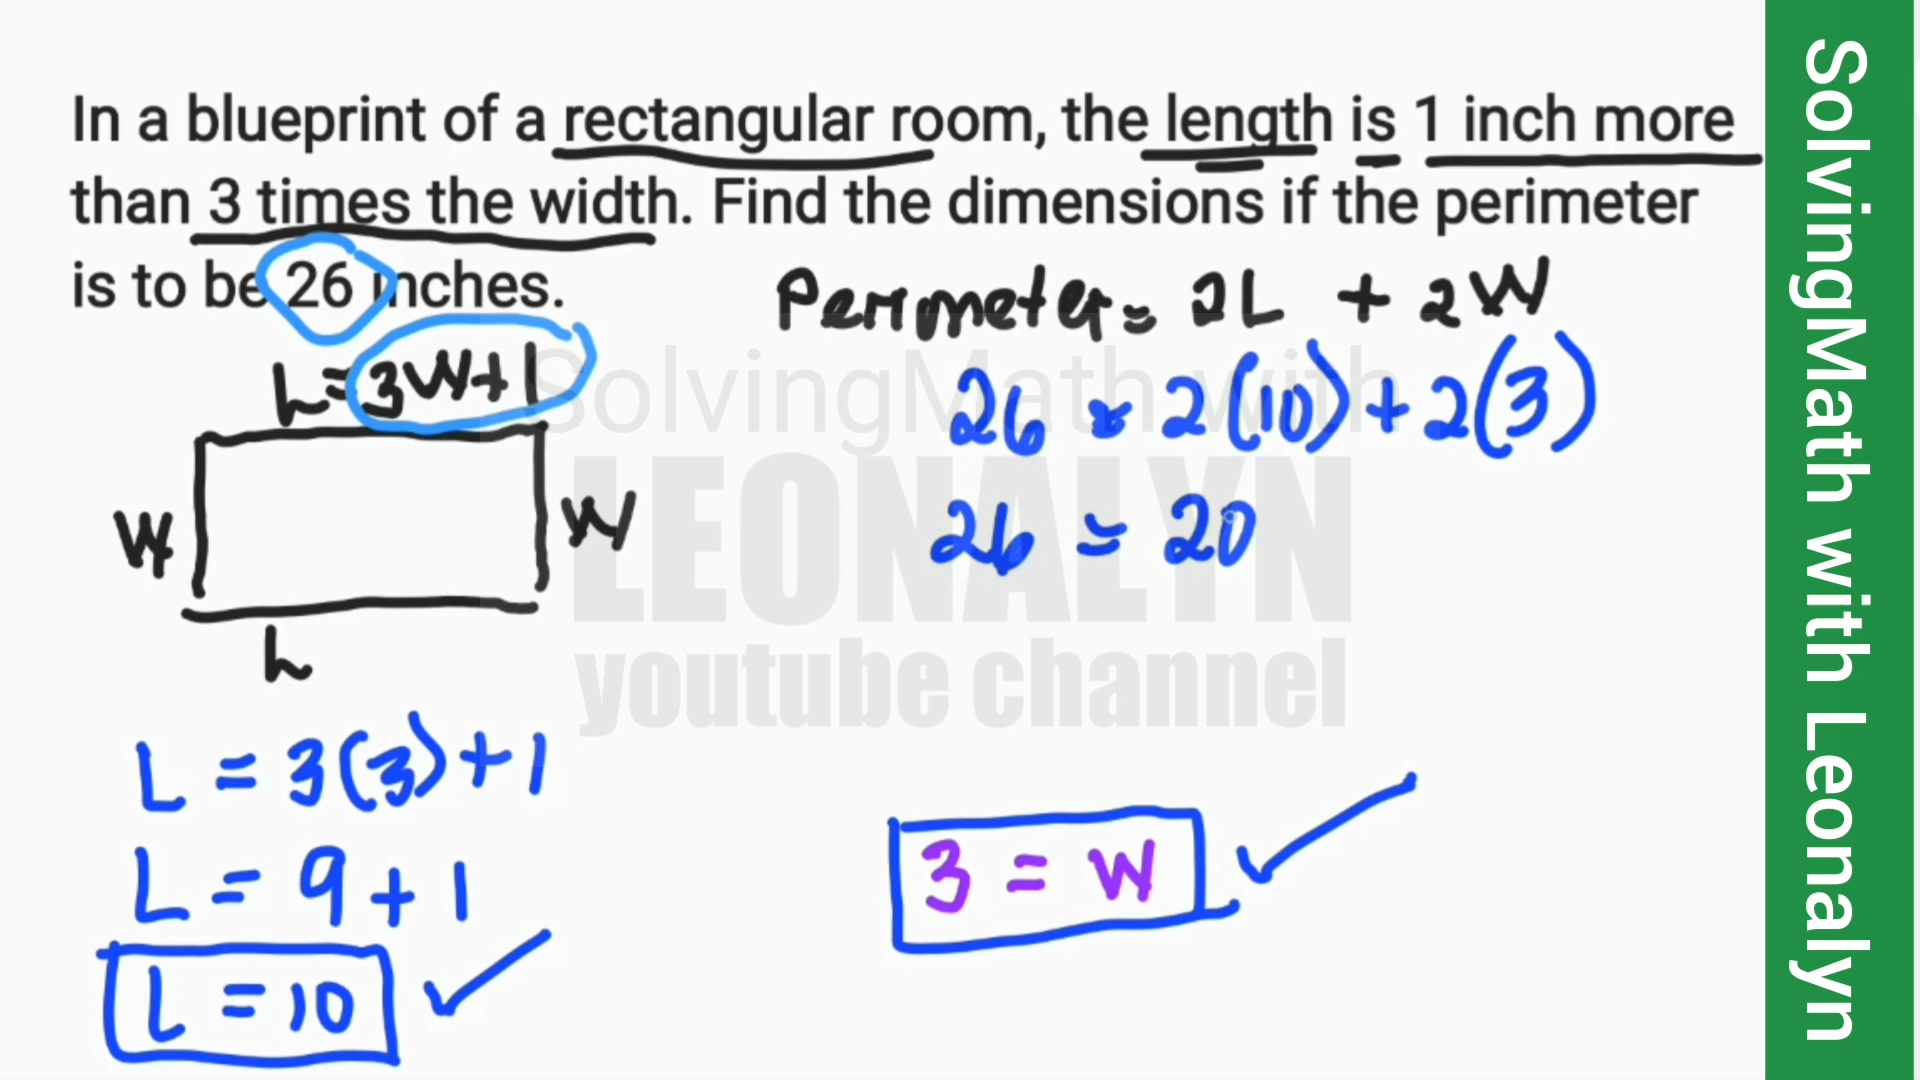 In a blueprint of a rectangular room, the length is 1 inch more
than 3 times the width. Find the dimensions if the perimeter
is to be 26 inches.
Perimeter = 2L + 2W
L = 3W+1
26 = 2(10)+2(3)
26 = 20
W
W
L
L = 3(3)+1
L = 9 + 1
L = 10
3 = W
SolvingMath with
LEONALYN
youtube channel
SolvingMath with Leonalyn